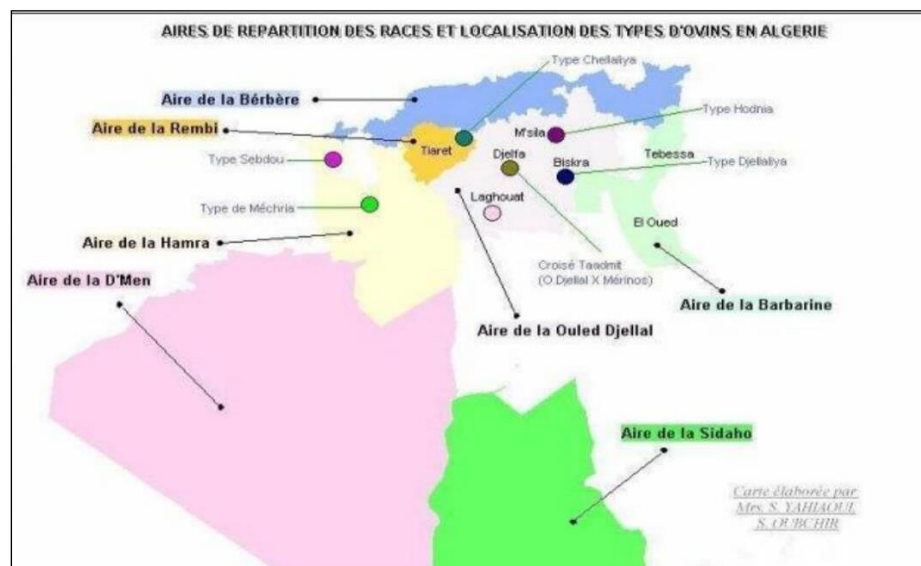 AIRES DE REPARTITION DES RACES ET LOCALISATION DES TYPES D'OVINS EN ALGERIE
Type Chellaliya
Aire de la Bérbère
Type Hodnia
Aire de la Rembi
M'sila
Tiaret
Djelfa
Biskra
Tebessa
Type Sebdou
Type Djellaliya
Laghouat
Type de Méchria
El Oued
Aire de la Hamra
Croisé Taadmit
(O.Djellal X Mérinos)
Aire de la D'Men
Aire de la Barbarine
Aire de la Ouled Djellal
Aire de la Sidaho
Carte élaborée par
Mrs. S. YAHIAOUI,
S. OUBCHIR